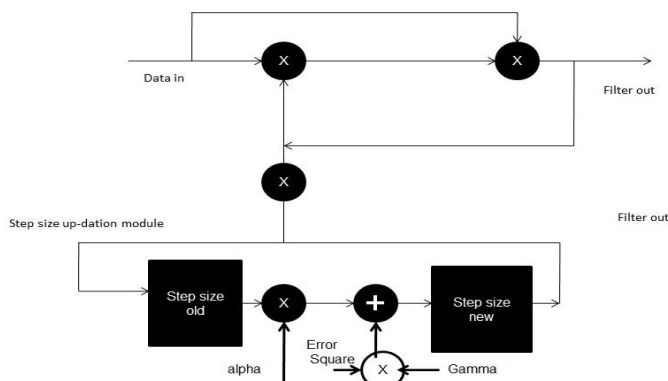 X
X
Data in
Filter out
X
Step size up-dation module
Filter out
Step size
old
X
+
Step size
new
Error
Square
alpha
X
Gamma